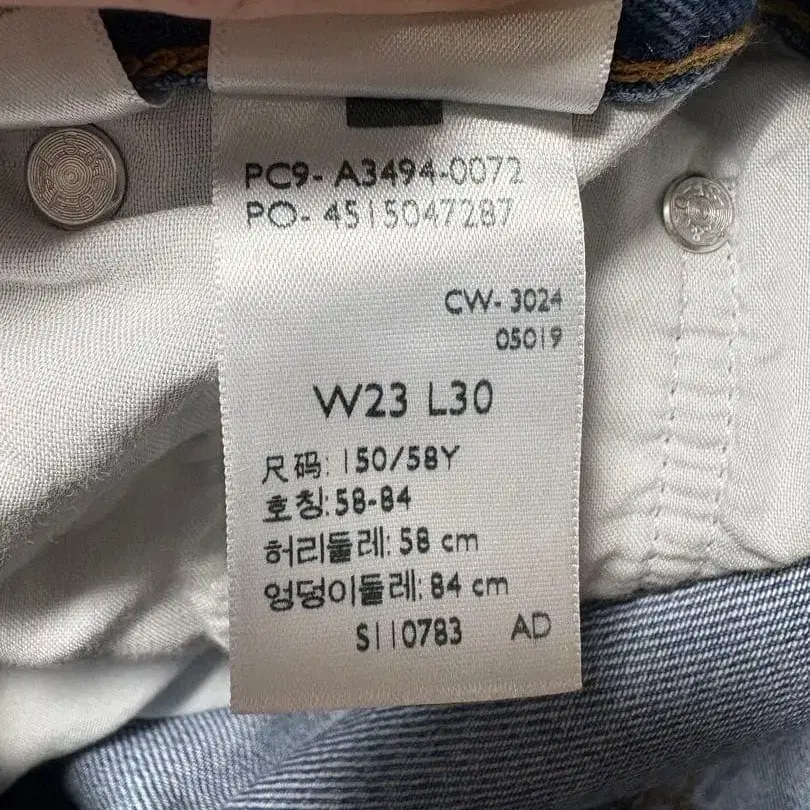 PC9- A3494-0072
PO- 4515047287
CW- 3024
05019
W23 L30
尺码: 150/58Y
호칭: 58-84
허리둘레: 58 cm
엉덩이둘레: 84 cm
S110783 AD